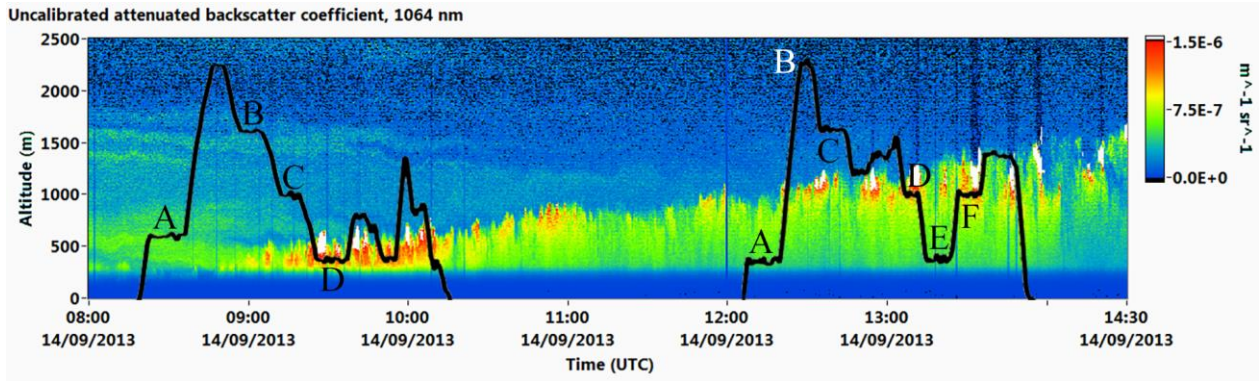 Uncalibrated attenuated backscatter coefficient, 1064 nm
2500
2000
1500
1000
500
0
Altitude (m)
A
B
C
D
A
B
C
D
E
F
08:00
14/09/2013
09:00
14/09/2013
10:00
14/09/2013
11:00
14/09/2013
12:00
14/09/2013
13:00
14/09/2013
14:30
14/09/2013
Time (UTC)
1.5E-6
7.5E-7
0.0E+0
m^-1 sr^-1